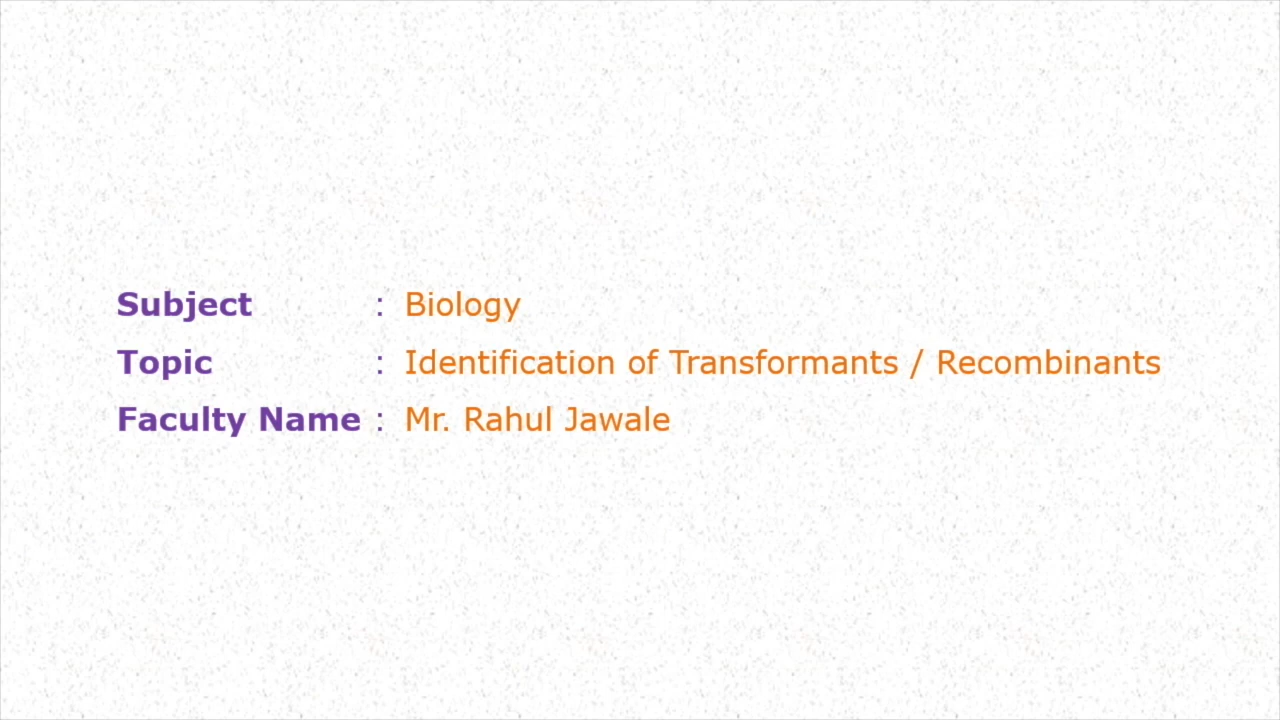 Subject : Biology
Topic : Identification of Transformants / Recombinants
Faculty Name : Mr. Rahul Jawale